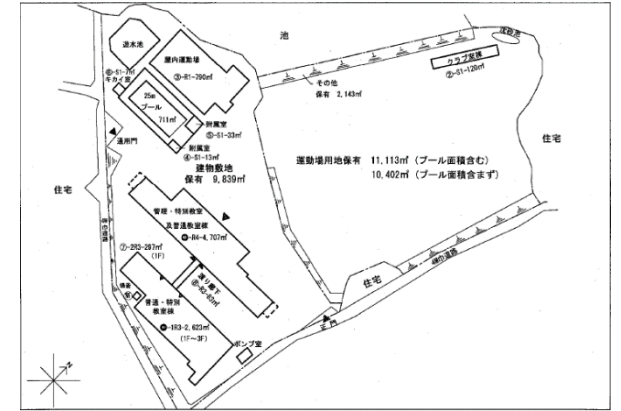 池
遊水池
屋内運動場
③-R1-790㎡
⑥-S1-7㎡
キカイ室
25m
プール
711㎡
附属室
⑤-S1-33㎡
附属室
④-S1-13㎡
通用門
建物敷地
保有 9,839㎡
その他
保有 2,143㎡
クラブ室棟
②-S1-129㎡
住宅
運動場用地保有 11,113㎡（プール面積含む）
10,402㎡（プール面積含まず）
住宅
管理・特別教室
及普通教室棟
-R4-4,707㎡
⑦-2R3-297㎡
(1F)
渡り廊下
普通・特別
教室棟
-1R3-2,623㎡
(1F～3F)
ポンプ室
正門
住宅
N